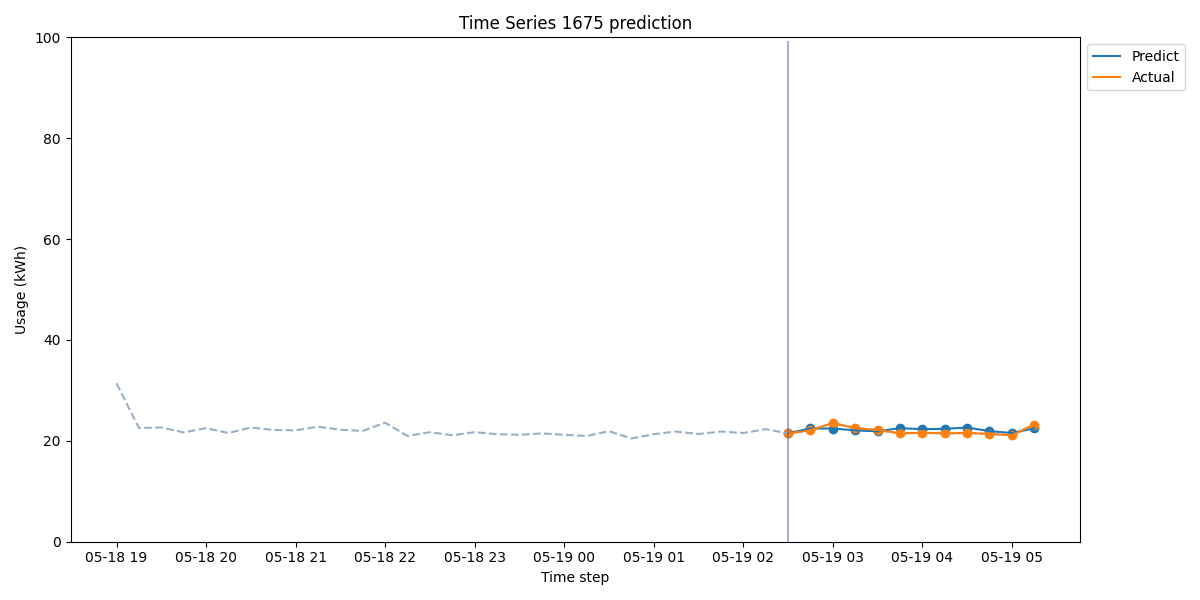 Time Series 1675 prediction
Predict
Actual
Usage (kWh)
100
80
60
40
20
0
05-18 19 05-18 20 05-18 21 05-18 22 05-18 23 05-19 00 05-19 01 05-19 02 05-19 03 05-19 04 05-19 05
Time step